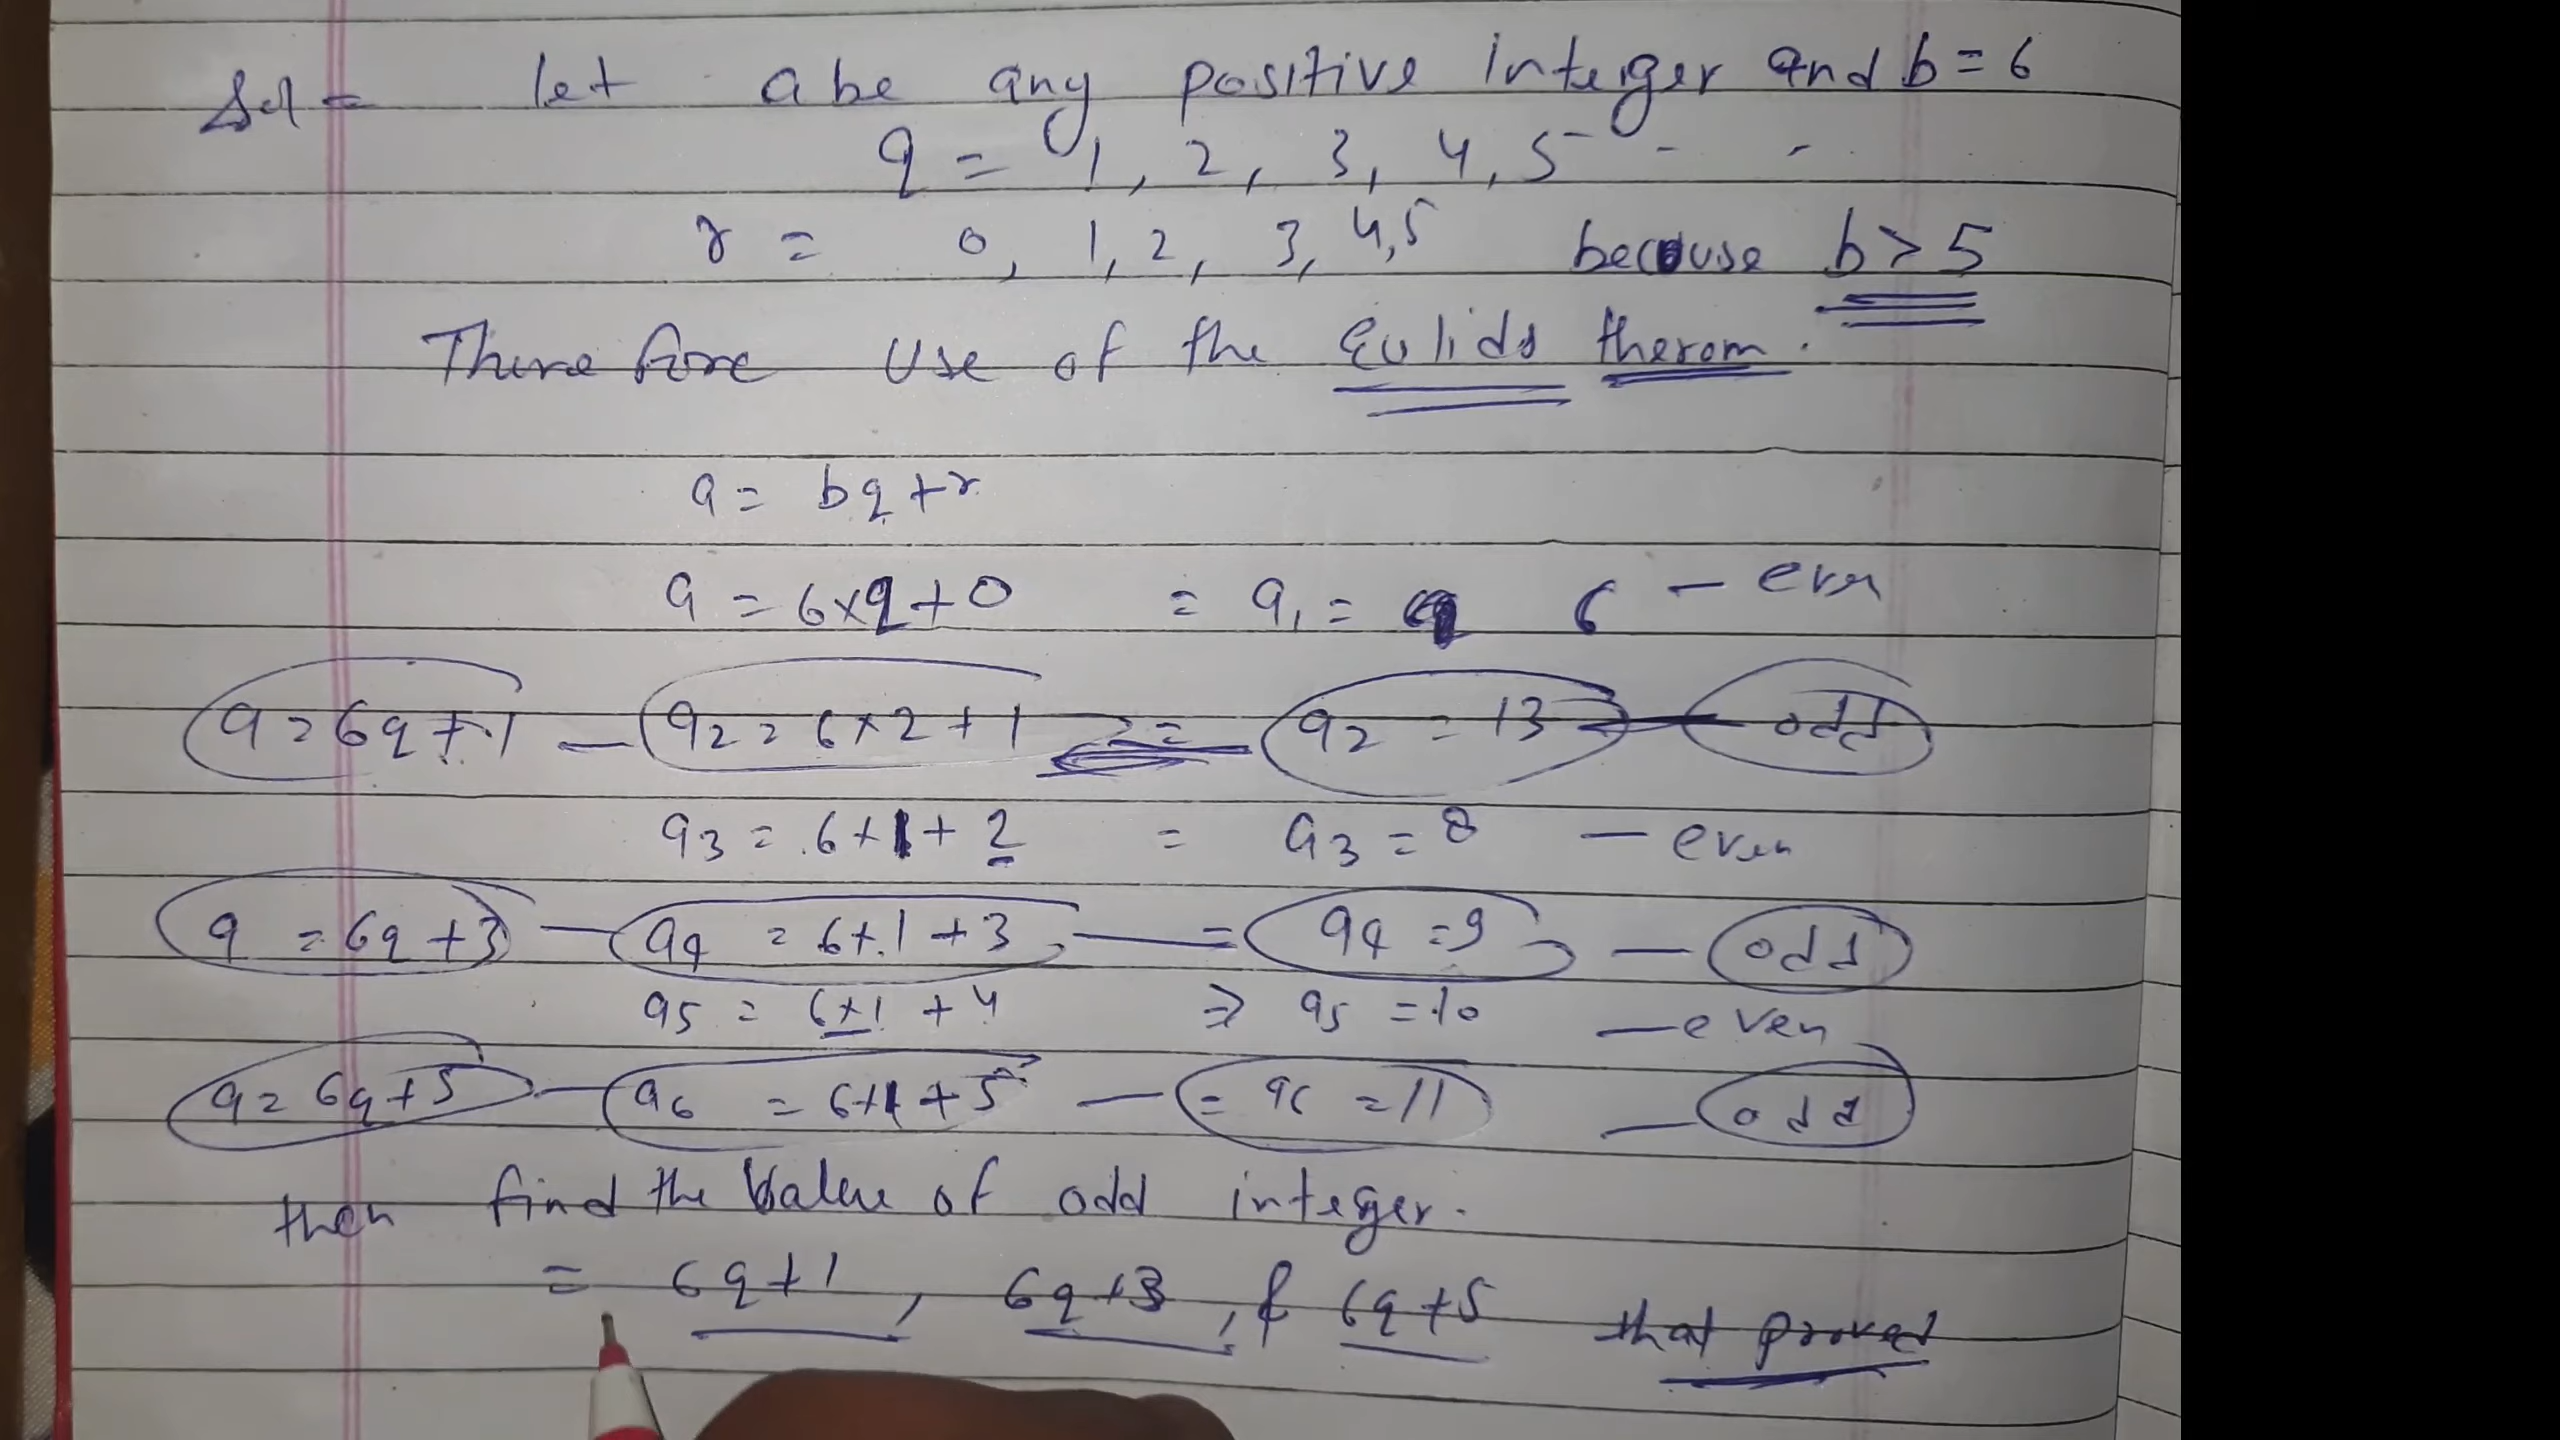 Sol = let a be any positive interger and b = 6
q = 1, 2, 3, 4, 5 - - -
r = 0, 1, 2, 3, 4, 5 because b > 5
Therefore use of the Eulids therom.
a = bq + r
a = 6×q + 0 = a1 = 6 - even
a = 6q + 1 - a2 = 6×2 + 1 = a2 = 13 - odd
a3 = 6×1 + 2 = a3 = 8 - even
a = 6q + 3 - a4 = 6×1 + 3 - = a4 = 9 - odd
a5 = 6×1 + 4 ⇒ a5 = 10 - even
a = 6q + 5 - a6 = 6×1 + 5 - = a6 = 11 - odd
then find the value of odd integer.
= 6q + 1, 6q + 3, & 6q + 5 that proved